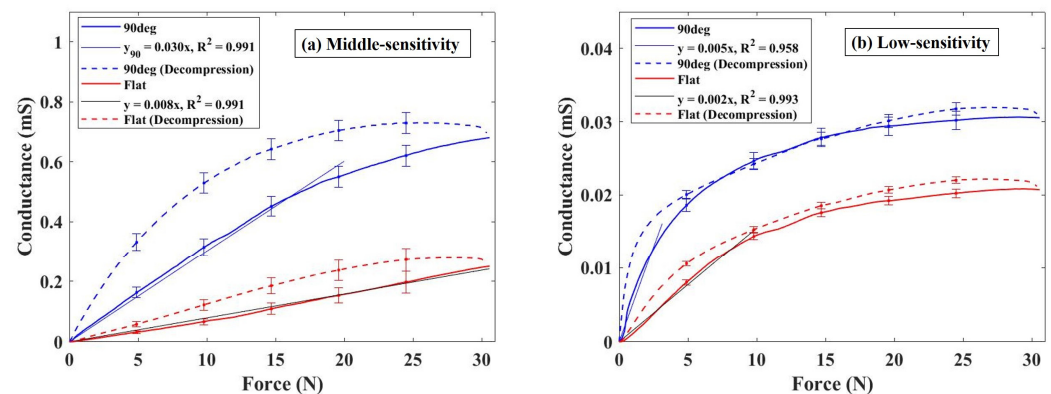 90deg
y90 = 0.030x, R² = 0.991
90deg (Decompression)
Flat
y = 0.008x, R² = 0.991
Flat (Decompression)
(a) Middle-sensitivity
Conductance (mS)
1
0.8
0.6
0.4
0.2
0
0 5 10 15 20 25 30
Force (N)
90deg
y = 0.005x, R² = 0.958
90deg (Decompression)
Flat
y = 0.002x, R² = 0.993
Flat (Decompression)
(b) Low-sensitivity
Conductance (mS)
0.04
0.03
0.02
0.01
0
0 5 10 15 20 25 30
Force (N)